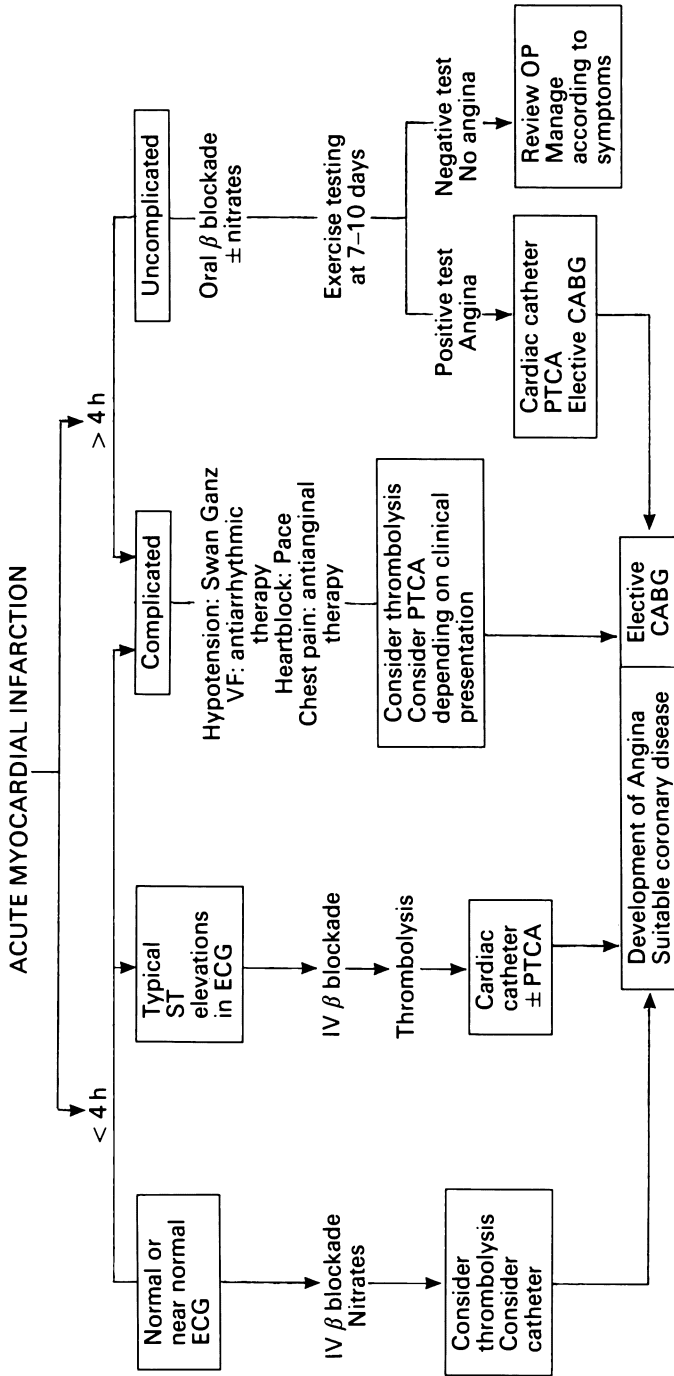 ACUTE MYOCARDIAL INFARCTION
< 4 h
> 4 h
Normal or
near normal
ECG
IV β blockade
Nitrates
Consider
thrombolysis
Consider
catheter
Typical
ST
elevations
in ECG
IV β blockade
Thrombolysis
Cardiac
catheter
± PTCA
Complicated
Hypotension: Swan Ganz
VF: antiarrhythmic
therapy
Heartblock: Pace
Chest pain: antianginal
therapy
Consider thrombolysis
Consider PTCA
depending on clinical
presentation
Uncomplicated
Oral β blockade
± nitrates
Exercise testing
at 7–10 days
Positive test
Angina
Negative test
No angina
Cardiac catheter
PTCA
Elective CABG
Review OP
Manage
according to
symptoms
Development of Angina
Suitable coronary disease
Elective
CABG